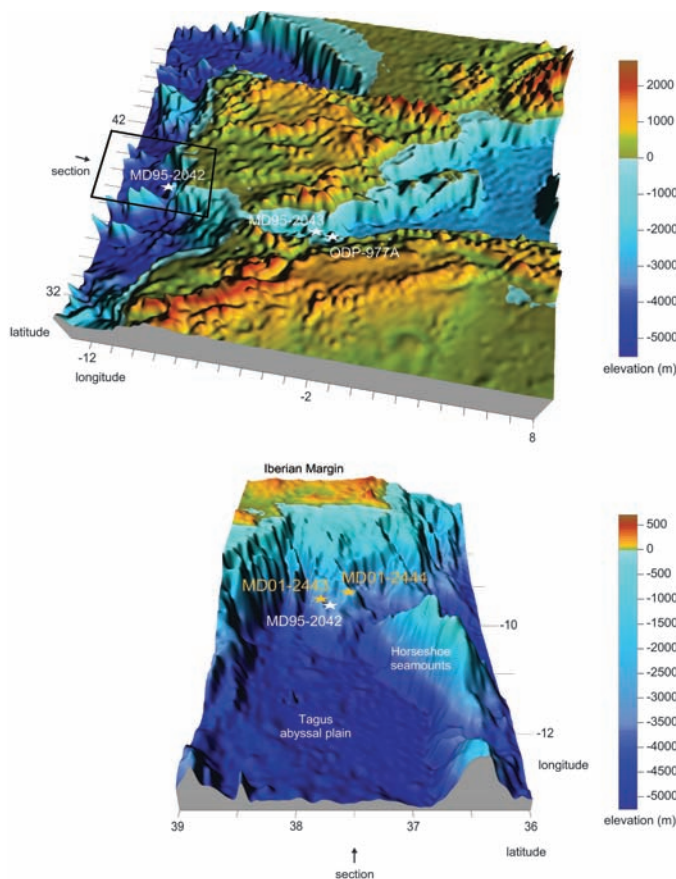 2000
1000
0
-1000
-2000
-3000
-4000
-5000
elevation (m)
42
section
MD95-2042
MD95-2043
ODP-977A
32
latitude
-12
longitude
-2
8
Iberian Margin
500
0
-500
-1000
-1500
-2000
-2500
-3000
-3500
-4000
-4500
-5000
elevation (m)
MD01-2443
MD01-2444
MD95-2042
-10
Horseshoe
seamounts
Tagus
abyssal plain
-12
longitude
39
38
37
36
latitude
section